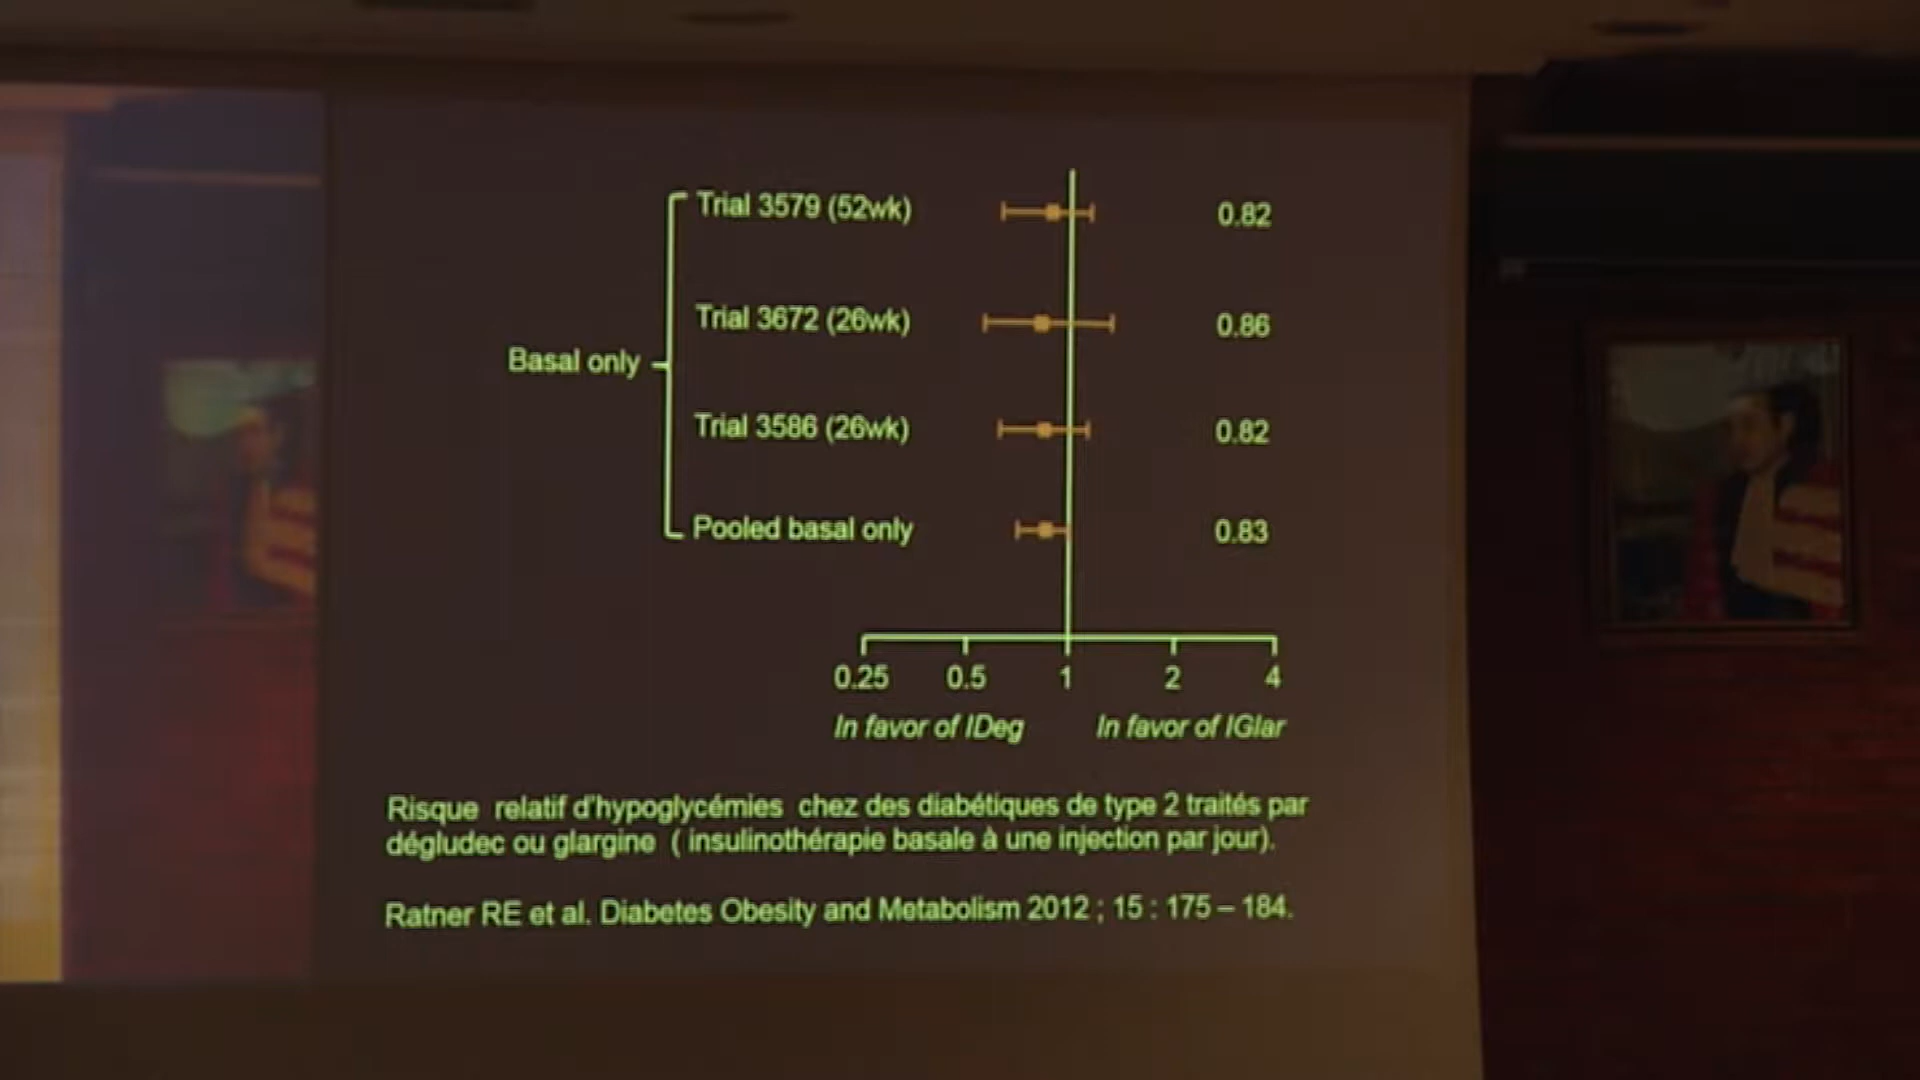 Trial 3579 (52wk) 0.82
Trial 3672 (26wk) 0.86
Basal only
Trial 3586 (26wk) 0.82
Pooled basal only 0.83
0.25 0.5 1 2 4
In favor of IDeg In favor of IGlar
Risque relatif d'hypoglycémies chez des diabétiques de type 2 traités par
dégludec ou glargine ( insulinothérapie basale à une injection par jour).
Ratner RE et al. Diabetes Obesity and Metabolism 2012 ; 15 : 175 – 184.